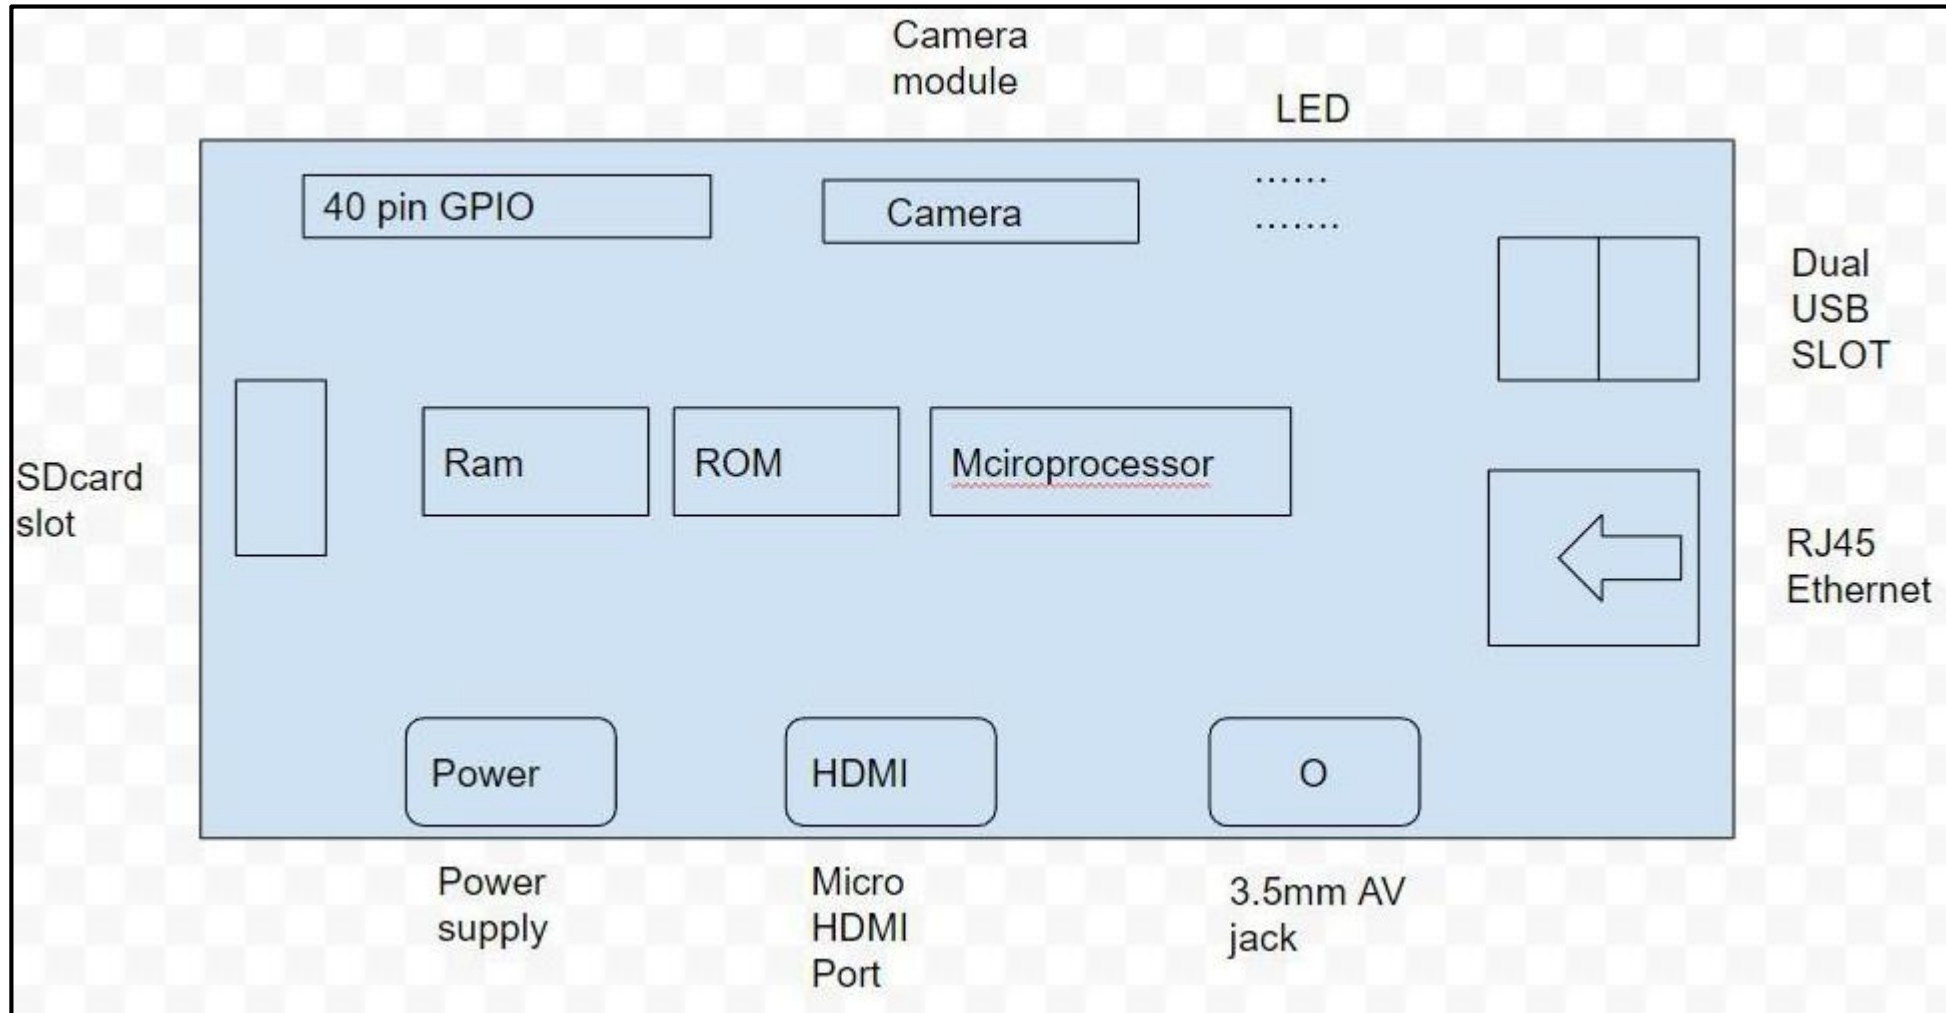 Camera
module
LED
40 pin GPIO
Camera
......
.......
Dual
USB
SLOT
SDcard
slot
Ram
ROM
Mciroprocessor
RJ45
Ethernet
Power
HDMI
O
Power
supply
Micro
HDMI
Port
3.5mm AV
jack